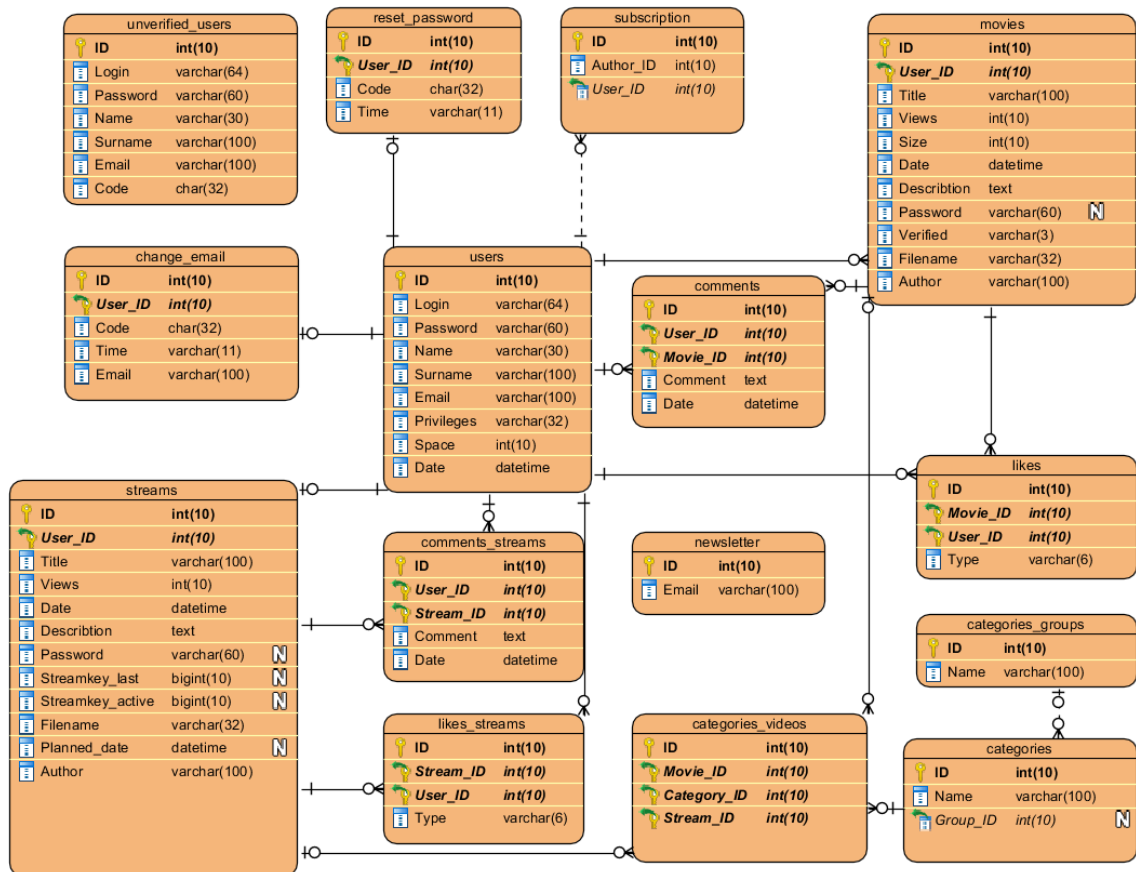 unverified_users
ID int(10)
Login varchar(64)
Password varchar(60)
Name varchar(30)
Surname varchar(100)
Email varchar(100)
Code char(32)
reset_password
ID int(10)
User_ID int(10)
Code char(32)
Time varchar(11)
subscription
ID int(10)
Author_ID int(10)
User_ID int(10)
movies
ID int(10)
User_ID int(10)
Title varchar(100)
Views int(10)
Size int(10)
Date datetime
Describtion text
Password varchar(60) N
Verified varchar(3)
Filename varchar(32)
Author varchar(100)
change_email
ID int(10)
User_ID int(10)
Code char(32)
Time varchar(11)
Email varchar(100)
users
ID int(10)
Login varchar(64)
Password varchar(60)
Name varchar(30)
Surname varchar(100)
Email varchar(100)
Privileges varchar(32)
Space int(10)
Date datetime
comments
ID int(10)
User_ID int(10)
Movie_ID int(10)
Comment text
Date datetime
likes
ID int(10)
Movie_ID int(10)
User_ID int(10)
Type varchar(6)
streams
ID int(10)
User_ID int(10)
Title varchar(100)
Views int(10)
Date datetime
Describtion text
Password varchar(60) N
Streamkey_last bigint(10) N
Streamkey_active bigint(10) N
Filename varchar(32)
Planned_date datetime N
Author varchar(100)
comments_streams
ID int(10)
User_ID int(10)
Stream_ID int(10)
Comment text
Date datetime
newsletter
ID int(10)
Email varchar(100)
categories_groups
ID int(10)
Name varchar(100)
likes_streams
ID int(10)
Stream_ID int(10)
User_ID int(10)
Type varchar(6)
categories_videos
ID int(10)
Movie_ID int(10)
Category_ID int(10)
Stream_ID int(10)
categories
ID int(10)
Name varchar(100)
Group_ID int(10) N